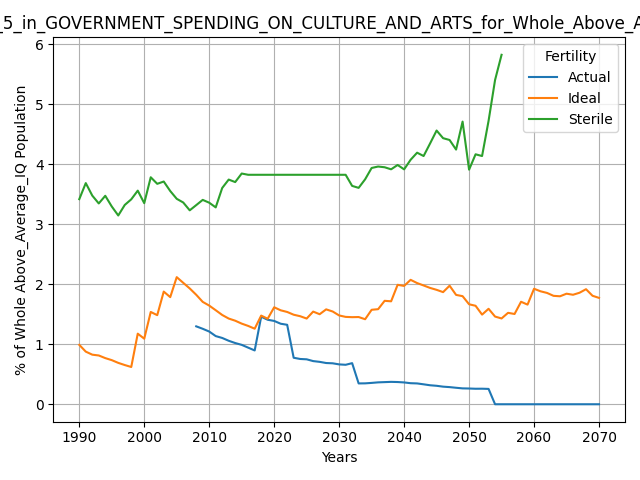 _5_in_GOVERNMENT_SPENDING_ON_CULTURE_AND_ARTS_for_Whole_Above_A
6
5
4
3
2
1
0
% of Whole Above_Average_IQ Population
Fertility
Actual
Ideal
Sterile
1990 2000 2010 2020 2030 2040 2050 2060 2070
Years